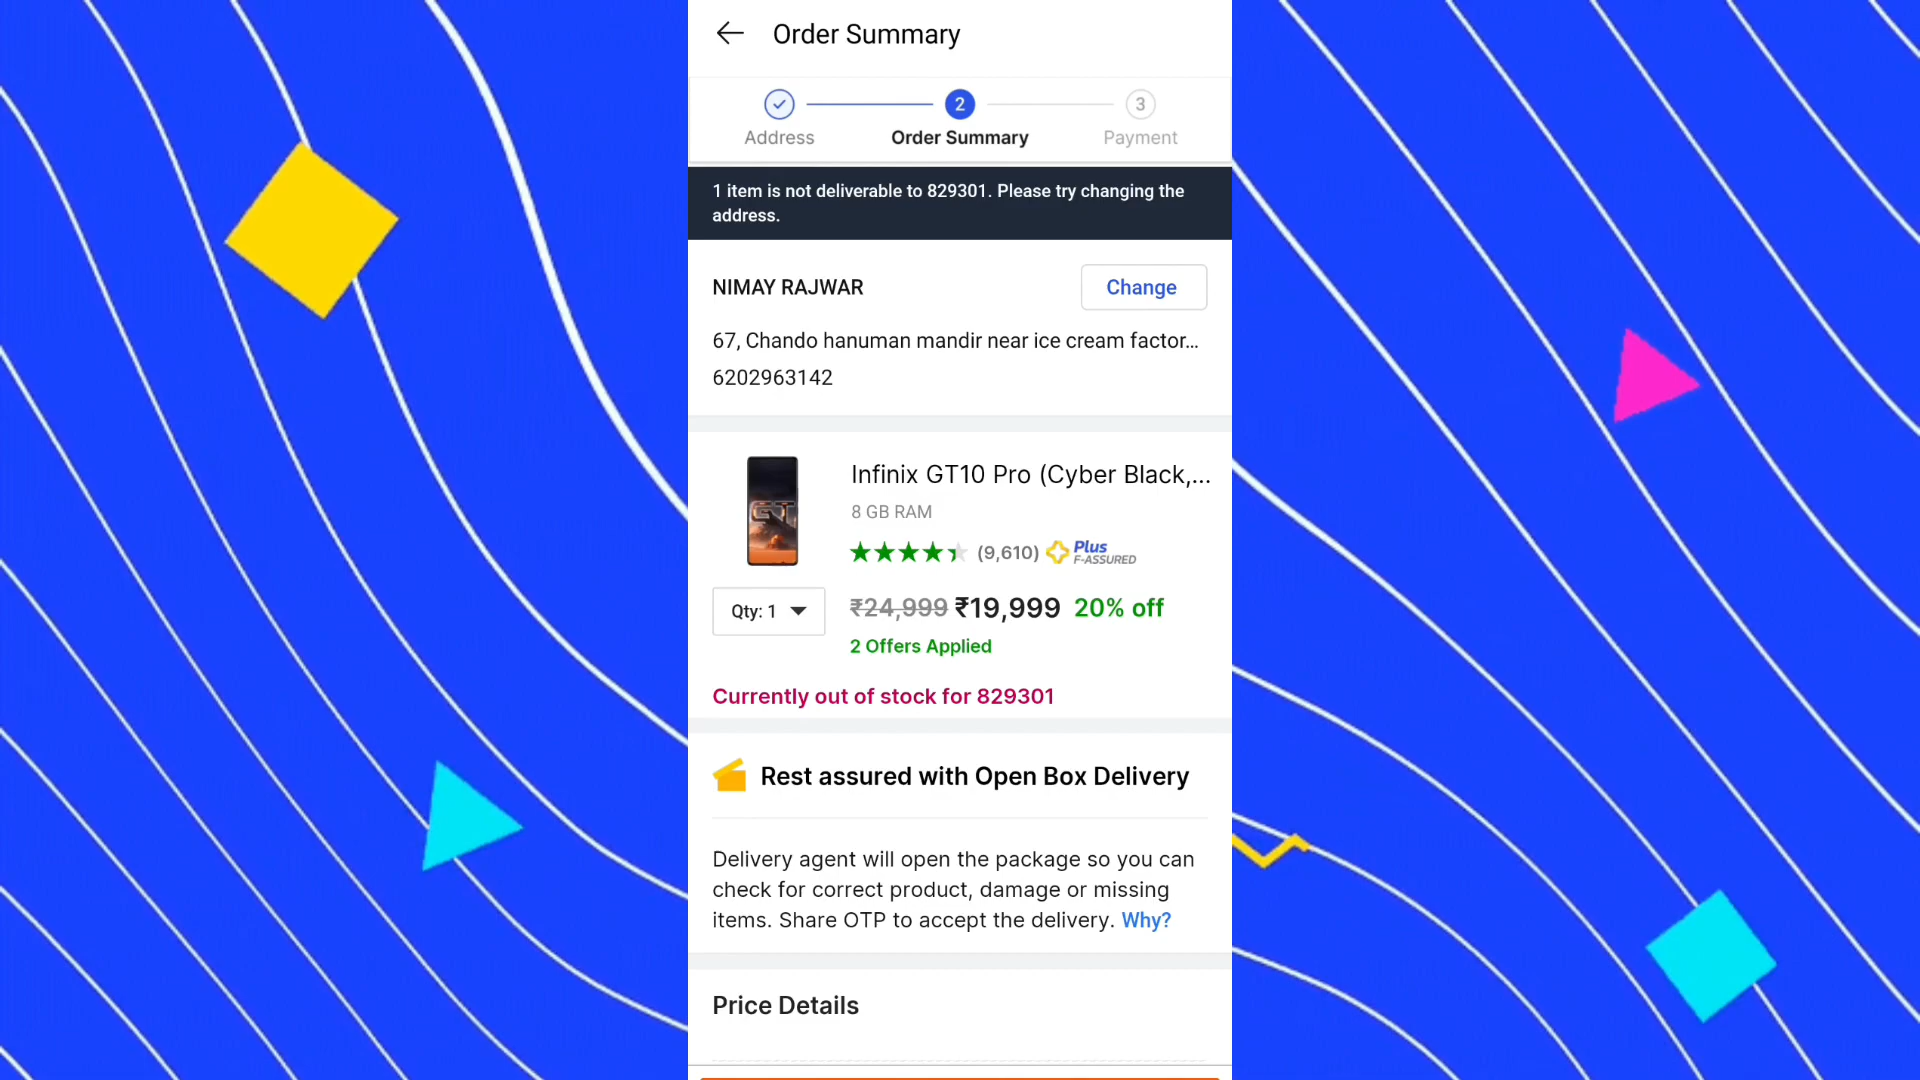 Order Summary
2
3
Address
Order Summary
Payment
1 item is not deliverable to 829301. Please try changing the
address.
NIMAY RAJWAR
Change
67, Chando hanuman mandir near ice cream factor...
6202963142
Infinix GT10 Pro (Cyber Black,...
8 GB RAM
(9,610)
Plus
F-ASSURED
GT
Qty: 1
₹24,999 ₹19,999 20% off
2 Offers Applied
Currently out of stock for 829301
Rest assured with Open Box Delivery
Delivery agent will open the package so you can
check for correct product, damage or missing
items. Share OTP to accept the delivery. Why?
Price Details